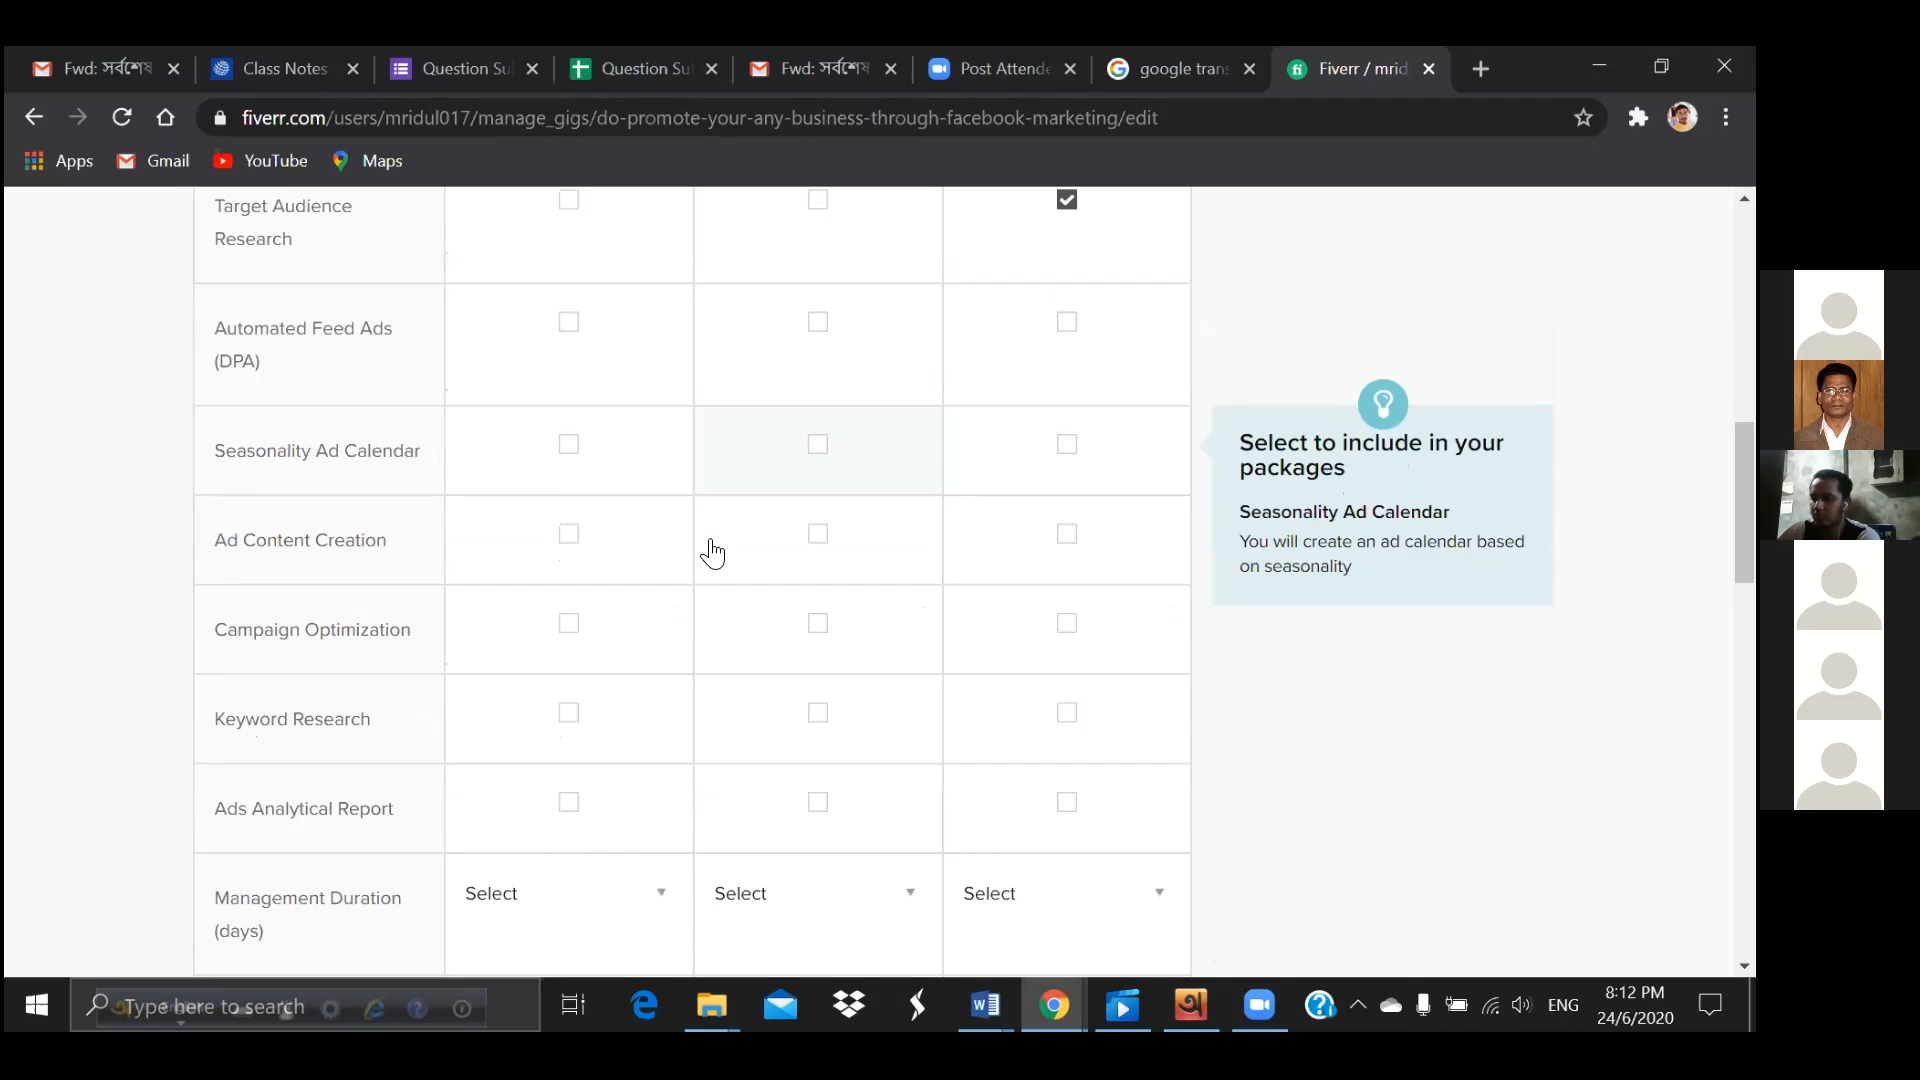 Fwd: সর্বশেষ
Class Notes
Question Su
Question Su
Fwd: সর্বশেষ
Post Attende
google trans
Fiverr / mrid
fiverr.com/users/mridul017/manage_gigs/do-promote-your-any-business-through-facebook-marketing/edit
Apps
Gmail
YouTube
Maps
Target Audience
Research
Automated Feed Ads
(DPA)
Seasonality Ad Calendar
Ad Content Creation
Campaign Optimization
Keyword Research
Ads Analytical Report
Management Duration
(days)
Select
Select
Select
Select to include in your
packages
Seasonality Ad Calendar
You will create an ad calendar based
on seasonality
Type here to search
ENG
8:12 PM
24/6/2020